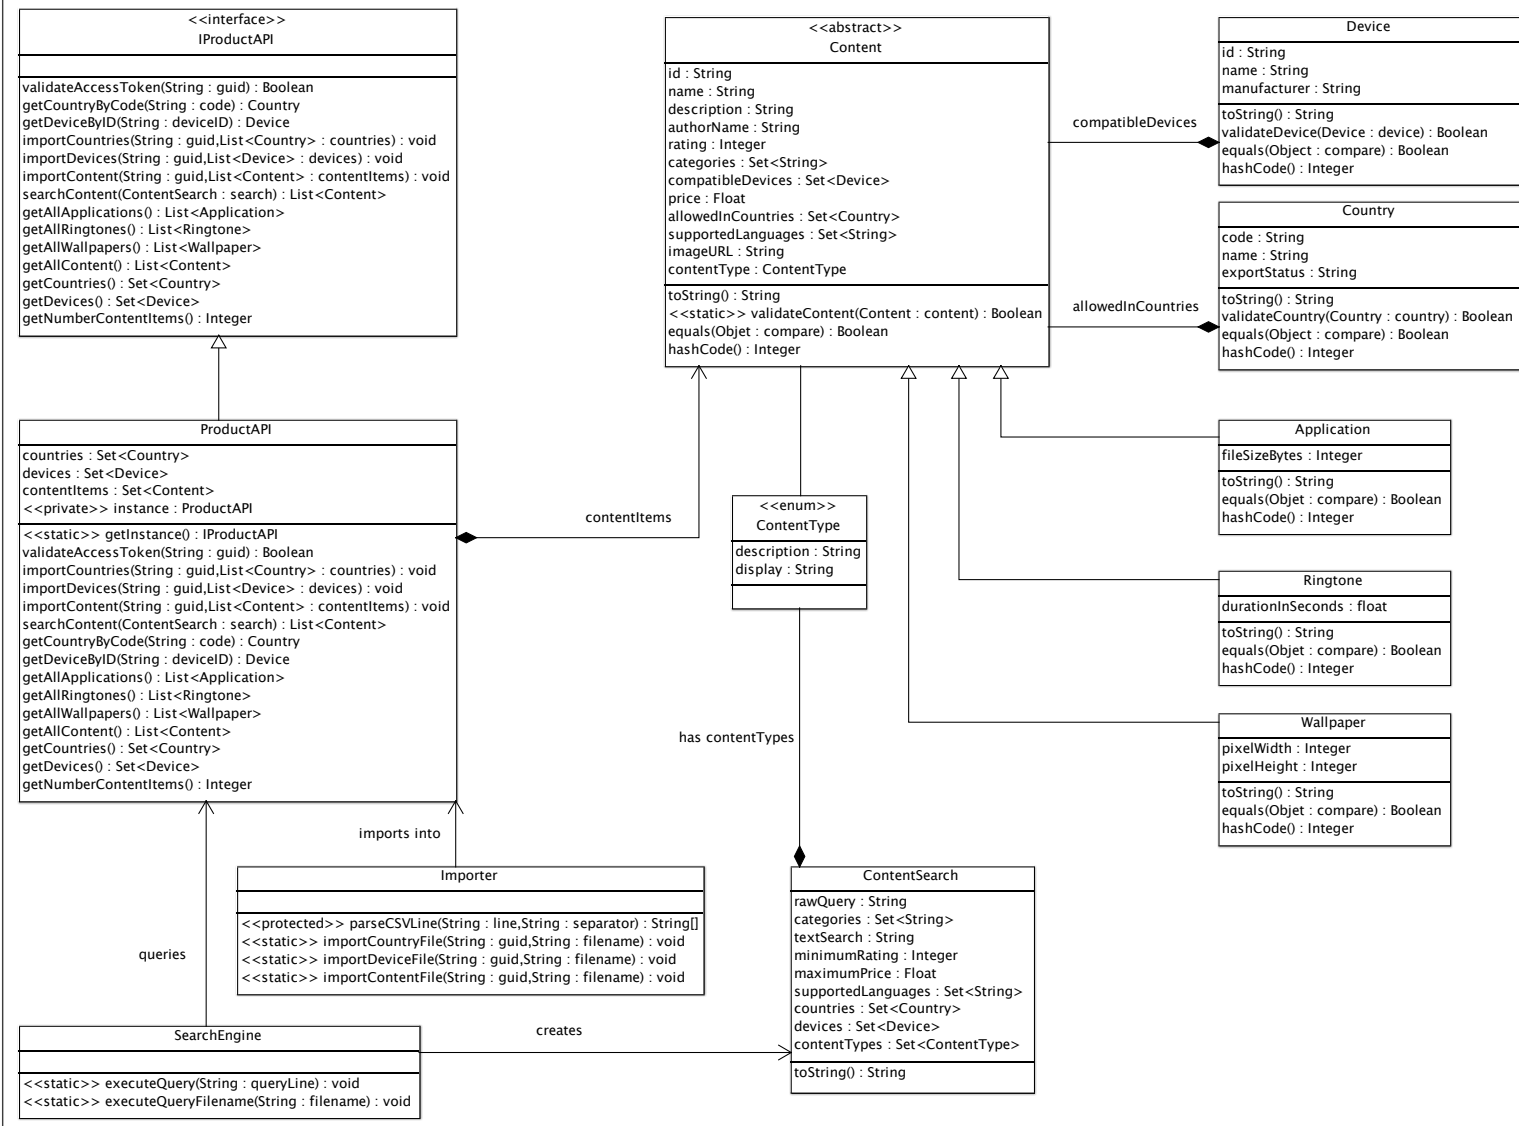 <<interface>>
IProductAPI
validateAccessToken(String : guid) : Boolean
getCountryByCode(String : code) : Country
getDeviceByID(String : deviceID) : Device
importCountries(String : guid,List<Country> : countries) : void
importDevices(String : guid,List<Device> : devices) : void
importContent(String : guid,List<Content> : contentItems) : void
searchContent(ContentSearch : search) : List<Content>
getAllApplications() : List<Application>
getAllRingtones() : List<Ringtone>
getAllWallpapers() : List<Wallpaper>
getAllContent() : List<Content>
getCountries() : Set<Country>
getDevices() : Set<Device>
getNumberContentItems() : Integer
<<abstract>>
Content
id : String
name : String
description : String
authorName : String
rating : Integer
categories : Set<String>
compatibleDevices : Set<Device>
price : Float
allowedInCountries : Set<Country>
supportedLanguages : Set<String>
imageURL : String
contentType : ContentType
toString() : String
<<static>> validateContent(Content : content) : Boolean
equals(Objet : compare) : Boolean
hashCode() : Integer
compatibleDevices
allowedInCountries
Device
id : String
name : String
manufacturer : String
toString() : String
validateDevice(Device : device) : Boolean
equals(Object : compare) : Boolean
hashCode() : Integer
Country
code : String
name : String
exportStatus : String
toString() : String
validateCountry(Country : country) : Boolean
equals(Object : compare) : Boolean
hashCode() : Integer
ProductAPI
countries : Set<Country>
devices : Set<Device>
contentItems : Set<Content>
<<private>> instance : ProductAPI
<<static>> getInstance() : IProductAPI
validateAccessToken(String : guid) : Boolean
importCountries(String : guid,List<Country> : countries) : void
importDevices(String : guid,List<Device> : devices) : void
importContent(String : guid,List<Content> : contentItems) : void
searchContent(ContentSearch : search) : List<Content>
getCountryByCode(String : code) : Country
getDeviceByID(String : deviceID) : Device
getAllApplications() : List<Application>
getAllRingtones() : List<Ringtone>
getAllWallpapers() : List<Wallpaper>
getAllContent() : List<Content>
getCountries() : Set<Country>
getDevices() : Set<Device>
getNumberContentItems() : Integer
contentItems
<<enum>>
ContentType
description : String
display : String
Application
fileSizeBytes : Integer
toString() : String
equals(Objet : compare) : Boolean
hashCode() : Integer
Ringtone
durationInSeconds : float
toString() : String
equals(Objet : compare) : Boolean
hashCode() : Integer
Wallpaper
pixelWidth : Integer
pixelHeight : Integer
toString() : String
equals(Objet : compare) : Boolean
hashCode() : Integer
has contentTypes
imports into
Importer
<<protected>> parseCSVLine(String : line,String : separator) : String[]
<<static>> importCountryFile(String : guid,String : filename) : void
<<static>> importDeviceFile(String : guid,String : filename) : void
<<static>> importContentFile(String : guid,String : filename) : void
queries
ContentSearch
rawQuery : String
categories : Set<String>
textSearch : String
minimumRating : Integer
maximumPrice : Float
supportedLanguages : Set<String>
countries : Set<Country>
devices : Set<Device>
contentTypes : Set<ContentType>
toString() : String
creates
SearchEngine
<<static>> executeQuery(String : queryLine) : void
<<static>> executeQueryFilename(String : filename) : void